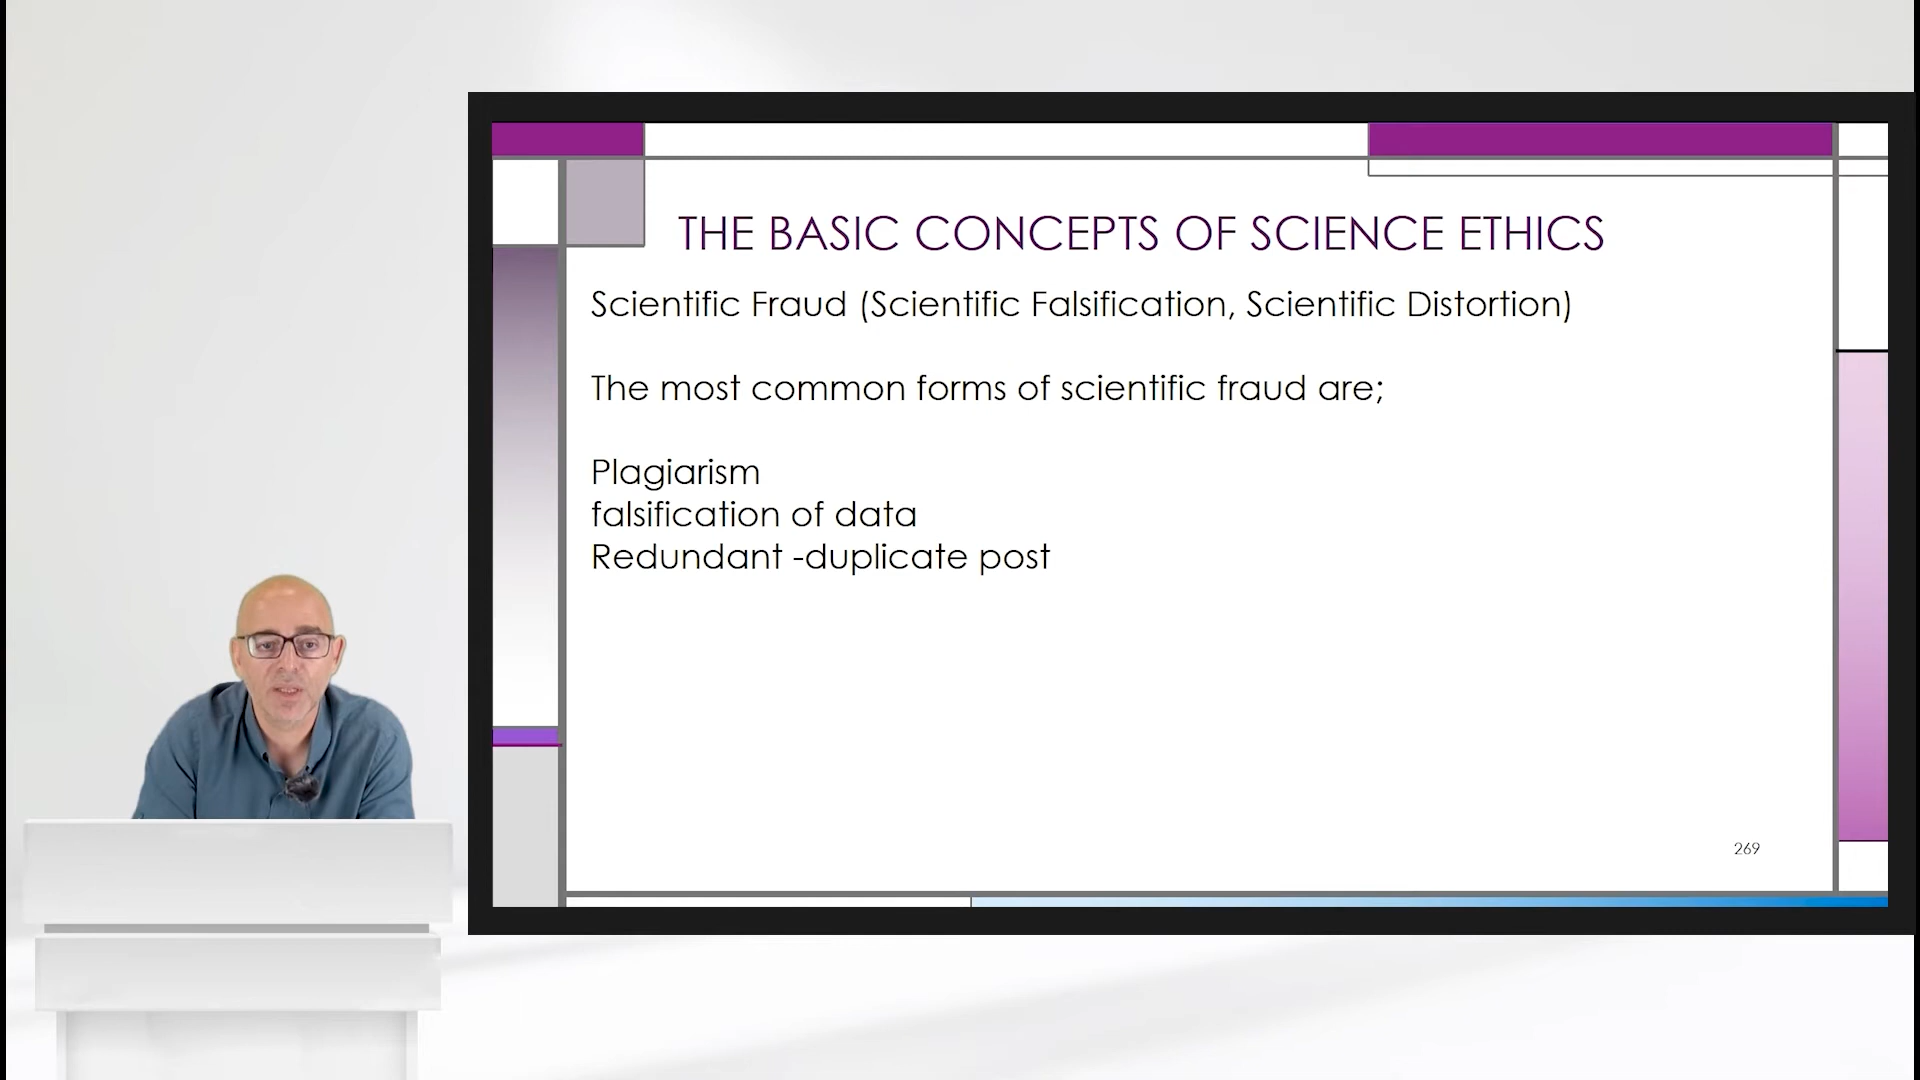 THE BASIC CONCEPTS OF SCIENCE ETHICS
Scientific Fraud (Scientific Falsification, Scientific Distortion)
The most common forms of scientific fraud are;
Plagiarism
falsification of data
Redundant -duplicate post
269